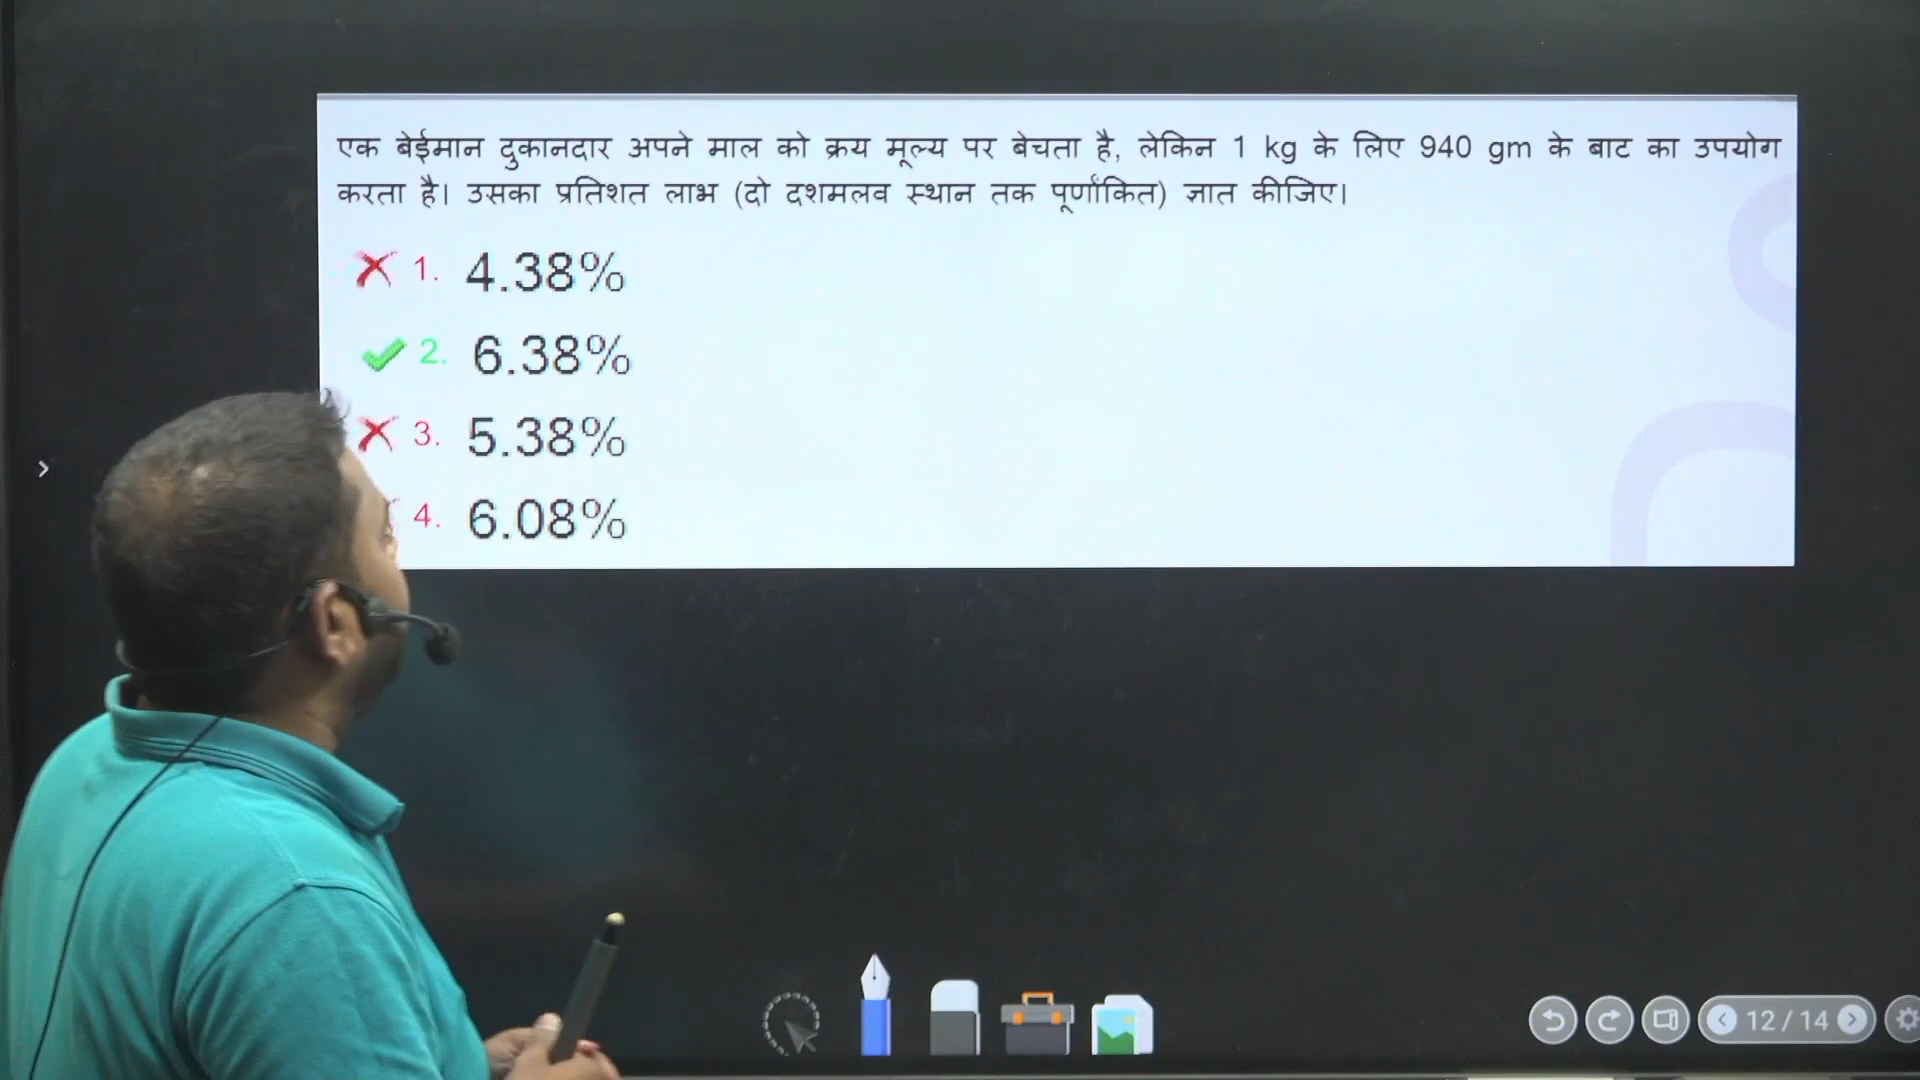 एक बेईमान दुकानदार अपने माल को क्रय मूल्य पर बेचता है, लेकिन 1 kg के लिए 940 gm के बाट का उपयोग
करता है। उसका प्रतिशत लाभ (दो दशमलव स्थान तक पूर्णांकित) ज्ञात कीजिए।
1. 4.38%
2. 6.38%
3. 5.38%
4. 6.08%
12 / 14